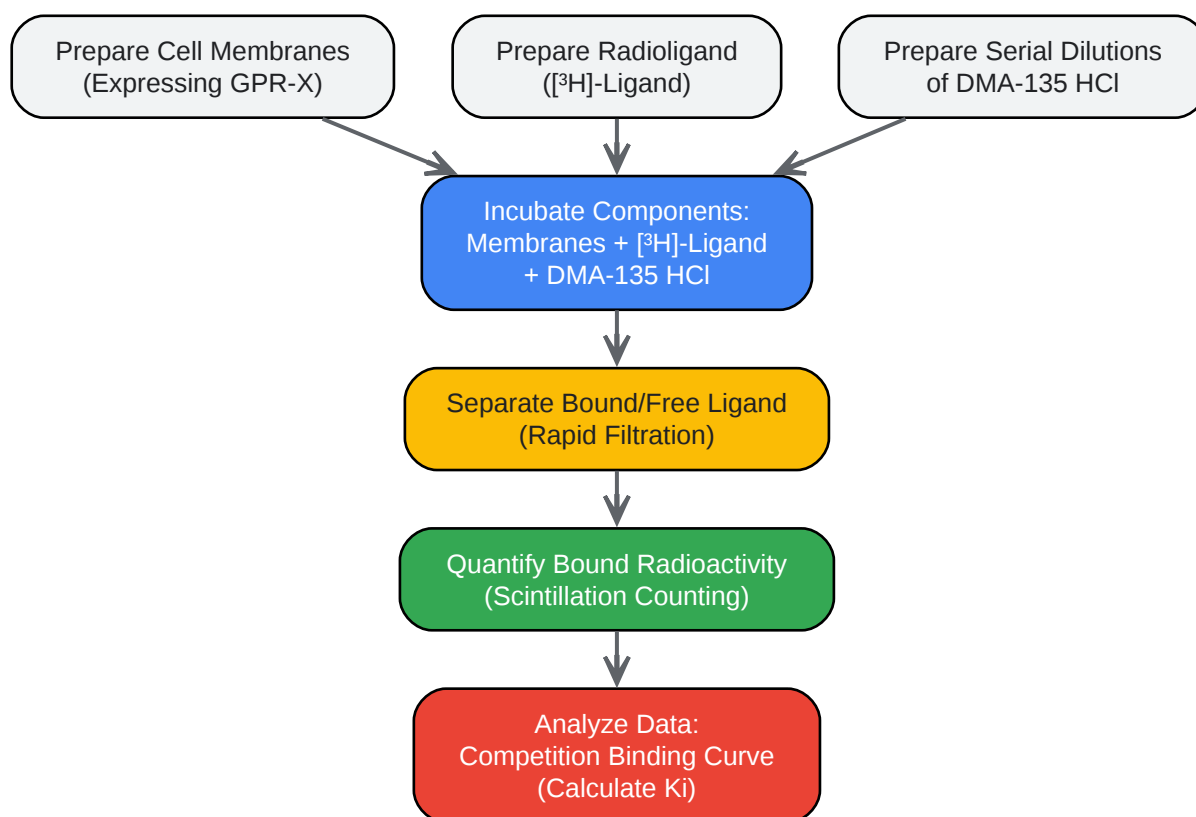 Prepare Cell Membranes
(Expressing GPR-X)
Prepare Radioligand
([³H]-Ligand)
Prepare Serial Dilutions
of DMA-135 HCl
Incubate Components:
Membranes + [³H]-Ligand
+ DMA-135 HCl
Separate Bound/Free Ligand
(Rapid Filtration)
Quantify Bound Radioactivity
(Scintillation Counting)
Analyze Data:
Competition Binding Curve
(Calculate Ki)